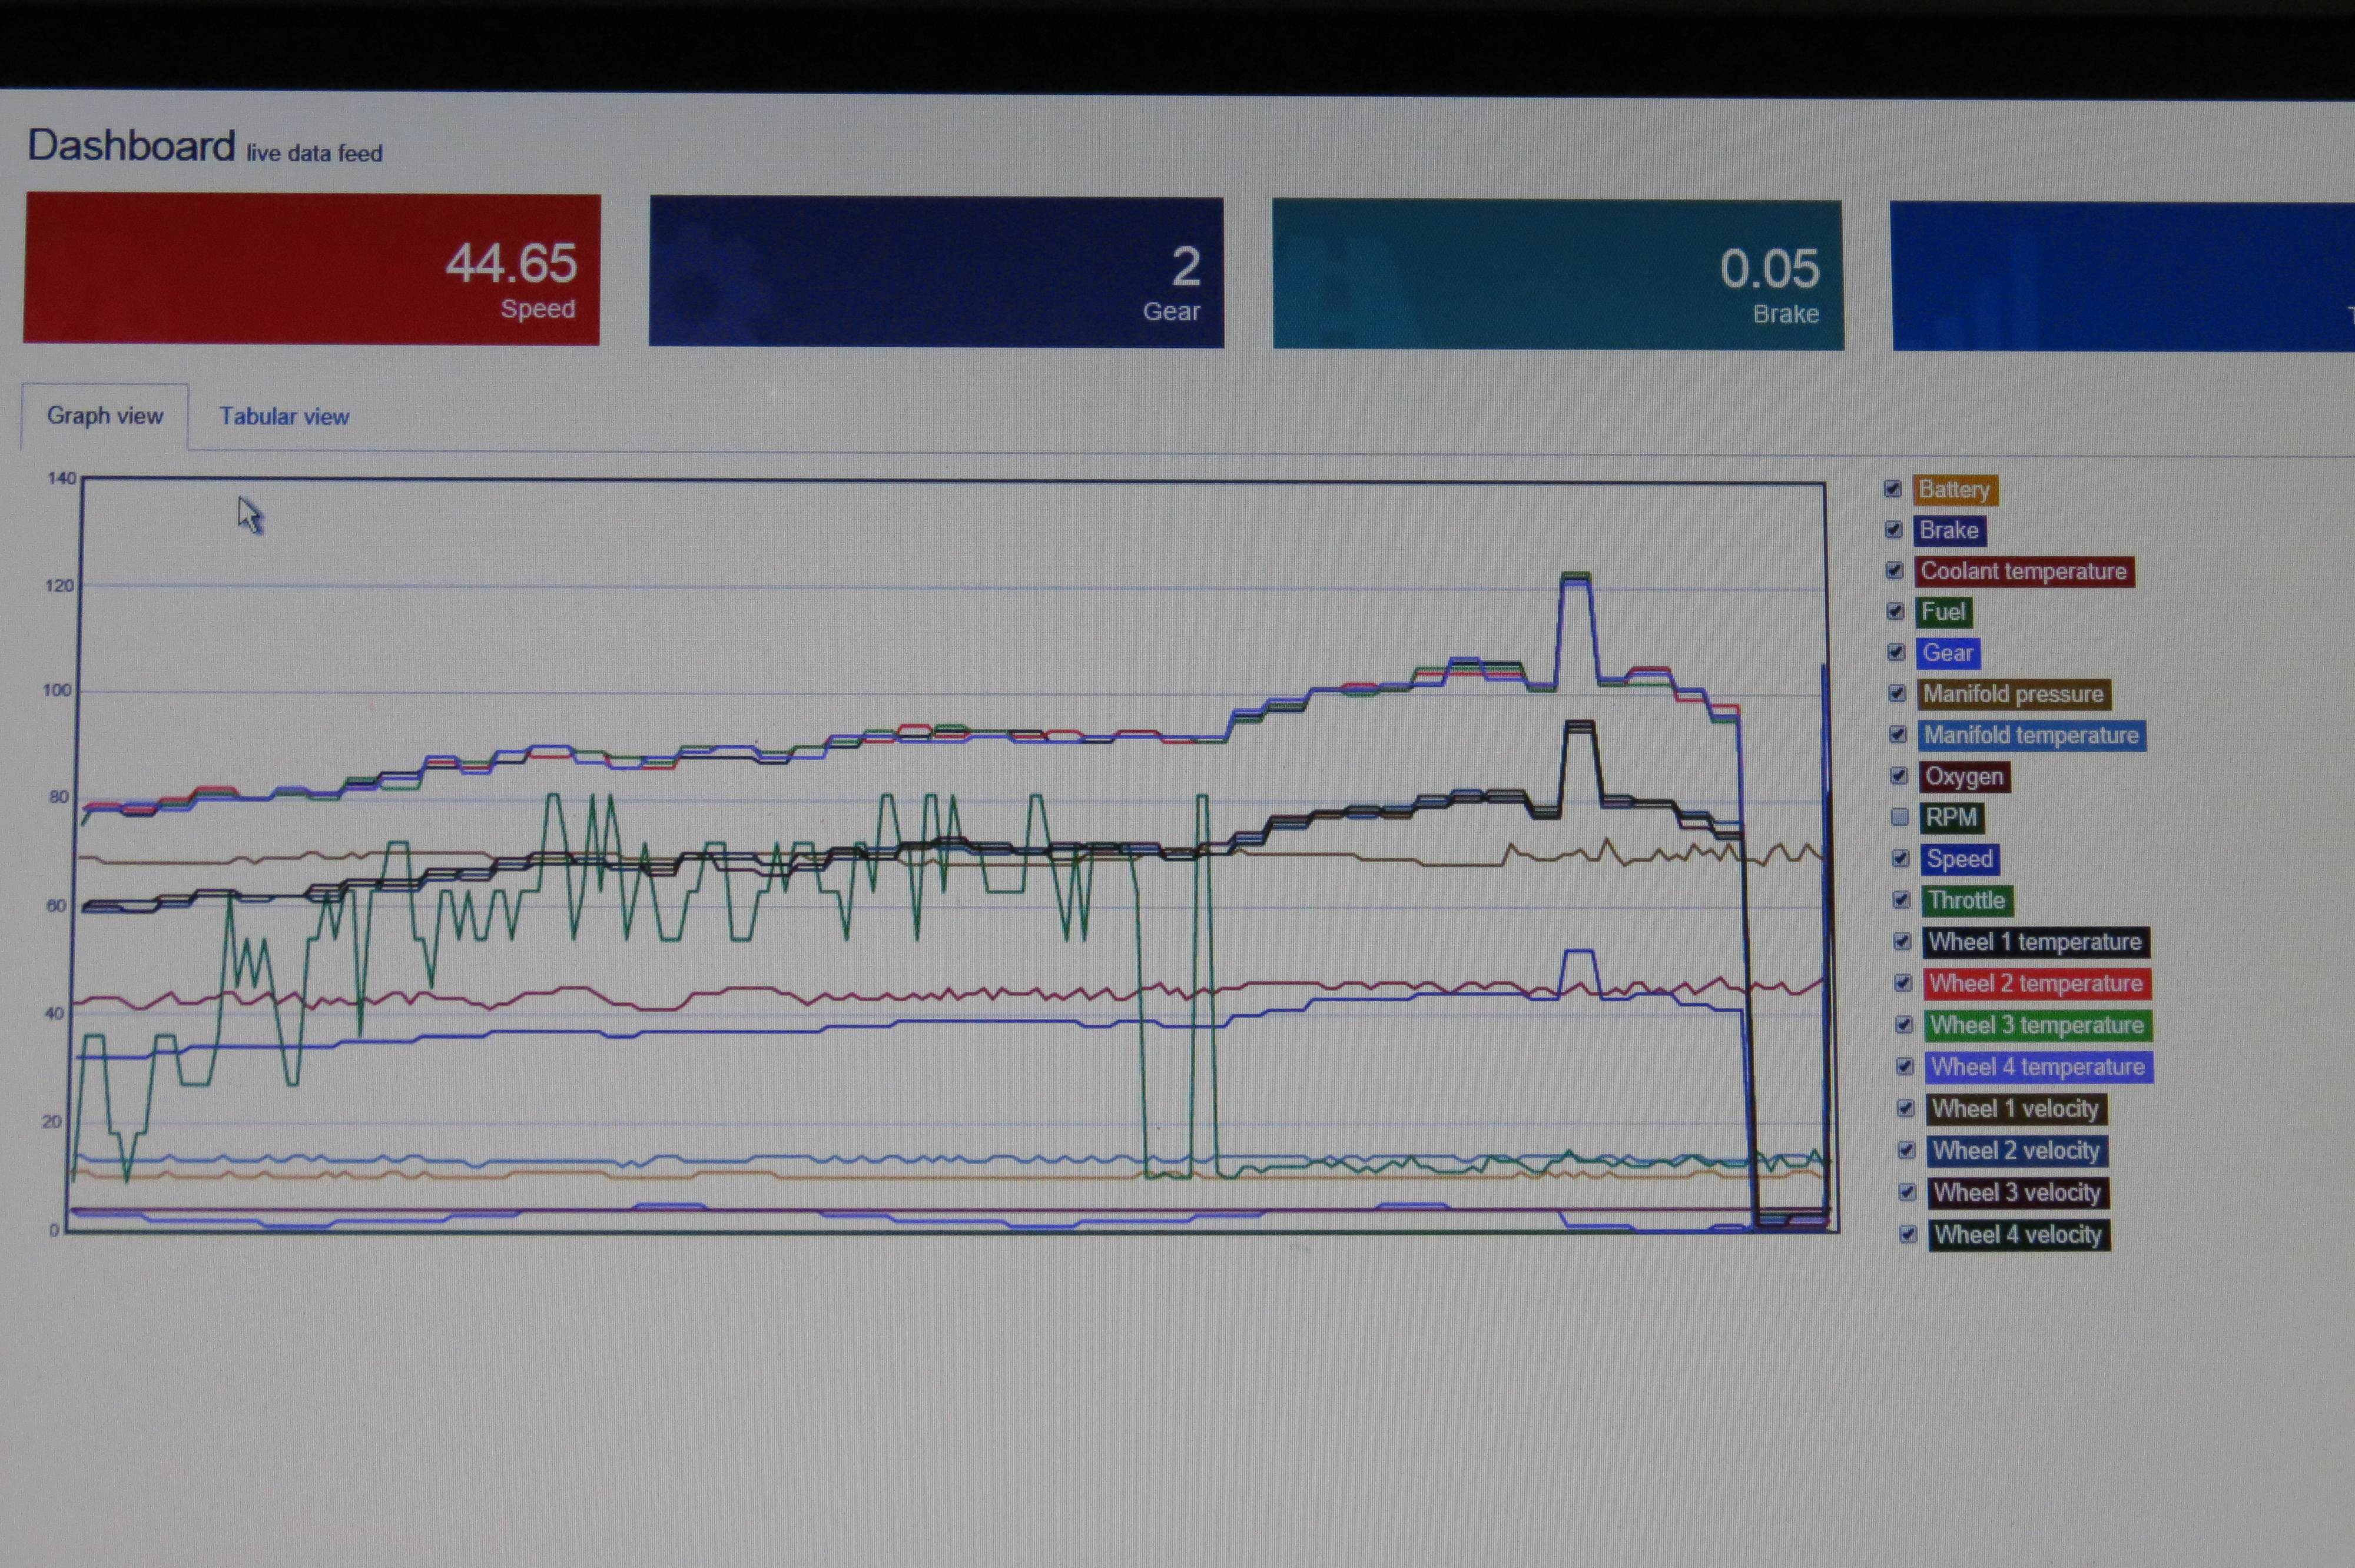 Dashboard live data feed
44.65
Speed
2
Gear
0.05
Brake
Graph view
Tabular view
140
120
100
80
60
40
20
0
Battery
Brake
Coolant temperature
Fuel
Gear
Manifold pressure
Manifold temperature
Oxygen
RPM
Speed
Throttle
Wheel 1 temperature
Wheel 2 temperature
Wheel 3 temperature
Wheel 4 temperature
Wheel 1 velocity
Wheel 2 velocity
Wheel 3 velocity
Wheel 4 velocity